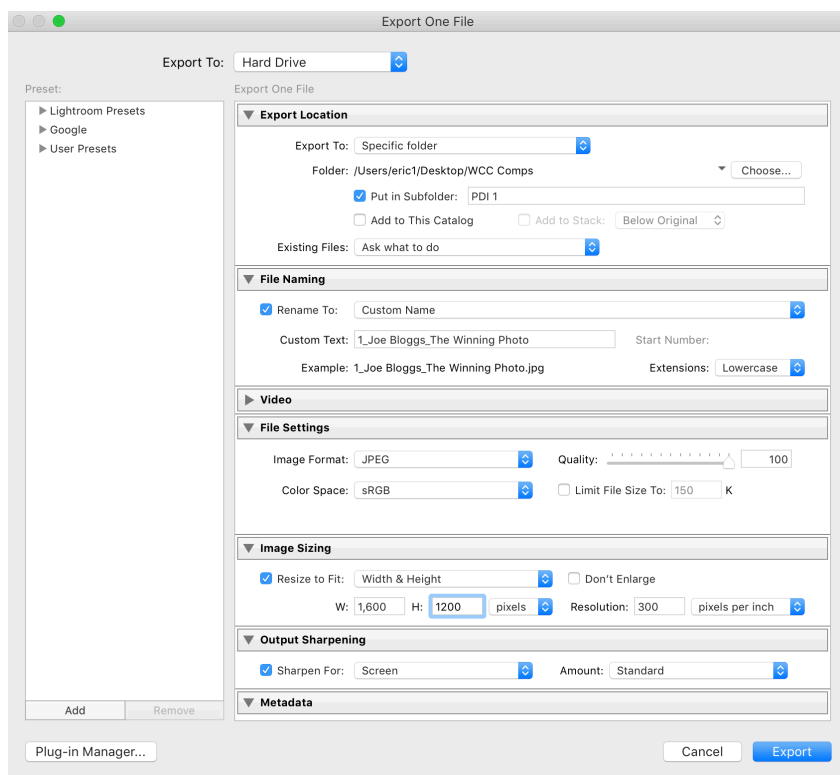 Export One File
Export To: Hard Drive
Preset:
Lightroom Presets
Google
User Presets
Add Remove
Export One File
Export Location
Export To: Specific folder
Folder: /Users/eric1/Desktop/WCC Comps Choose...
Put in Subfolder: PDI 1
Add to This Catalog Add to Stack: Below Original
Existing Files: Ask what to do
File Naming
Rename To: Custom Name
Custom Text: 1_Joe Bloggs_The Winning Photo Start Number:
Example: 1_Joe Bloggs_The Winning Photo.jpg Extensions: Lowercase
Video
File Settings
Image Format: JPEG Quality: 100
Color Space: sRGB Limit File Size To: 150 K
Image Sizing
Resize to Fit: Width & Height Don't Enlarge
W: 1,600 H: 1200 pixels Resolution: 300 pixels per inch
Output Sharpening
Sharpen For: Screen Amount: Standard
Metadata
Plug-in Manager... Cancel Export